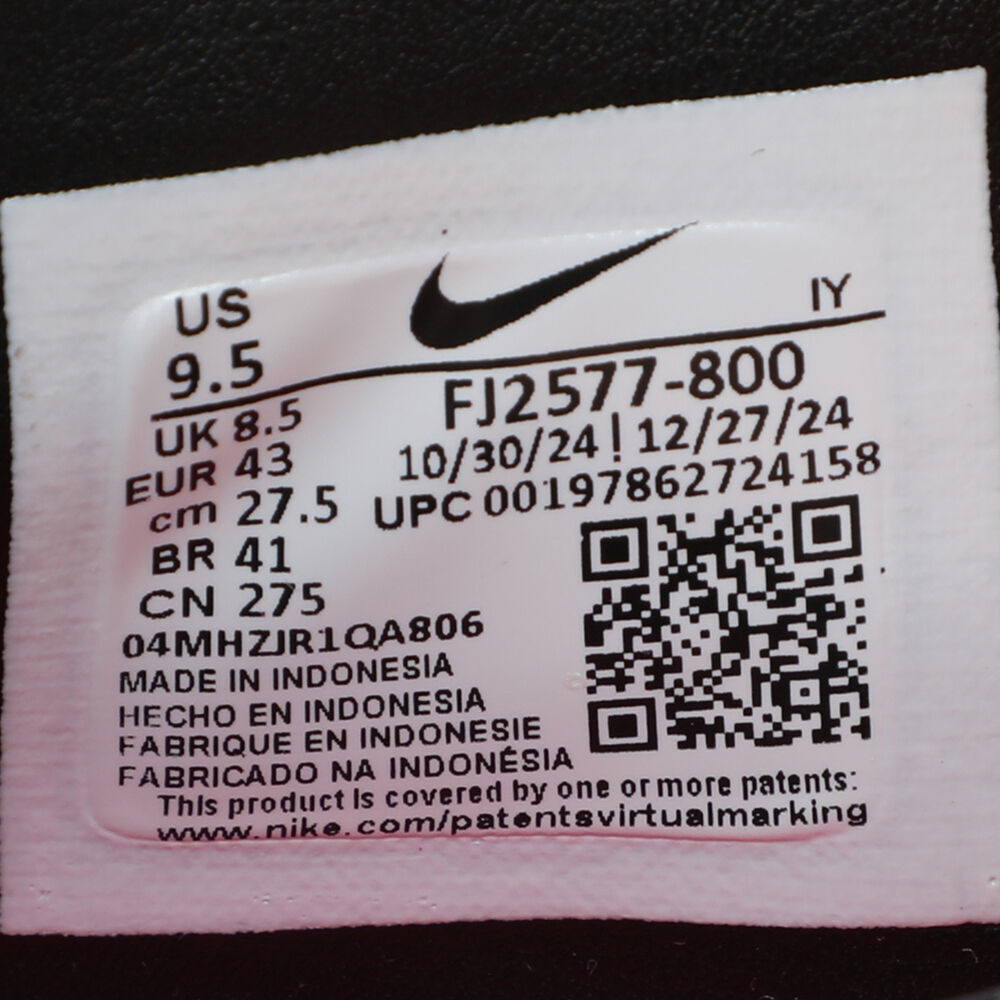 US
9.5
IY
UK 8.5
EUR 43
cm 27.5
BR 41
CN 275
FJ2577-800
10/30/24 | 12/27/24
UPC 00197862724158
04MHZJR1QA806
MADE IN INDONESIA
HECHO EN INDONESIA
FABRIQUE EN INDONESIE
FABRICADO NA INDONÉSIA
This product is covered by one or more patents:
www.nike.com/patentsvirtualmarking